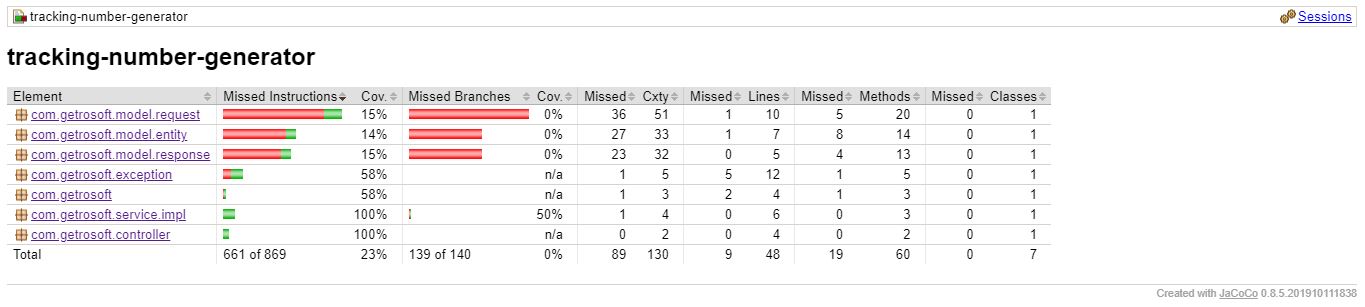 tracking-number-generator Sessions
tracking-number-generator
Element Missed Instructions Cov. Missed Branches Cov. Missed Cxty Missed Lines Missed Methods Missed Classes
com.getrosoft.model.request 15% 0% 36 51 1 10 5 20 0 1
com.getrosoft.model.entity 14% 0% 27 33 1 7 8 14 0 1
com.getrosoft.model.response 15% 0% 23 32 0 5 4 13 0 1
com.getrosoft.exception 58% n/a 1 5 5 12 1 5 0 1
com.getrosoft 58% n/a 1 3 2 4 1 3 0 1
com.getrosoft.service.impl 100% 50% 1 4 0 6 0 3 0 1
com.getrosoft.controller 100% n/a 0 2 0 4 0 2 0 1
Total 661 of 869 23% 139 of 140 0% 89 130 9 48 19 60 0 7
Created with JaCoCo 0.8.5.201910111838